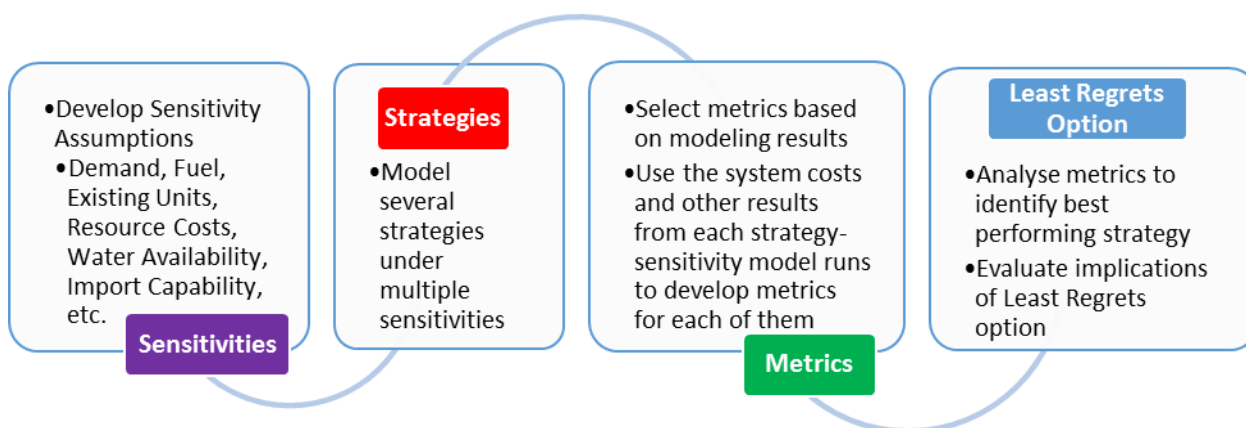 •Develop Sensitivity
Assumptions
•Demand, Fuel,
Existing Units,
Resource Costs,
Water Availability,
Import Capability,
etc.
Sensitivities
Strategies
•Model
several
strategies
under
multiple
sensitivities
•Select metrics based
on modeling results
•Use the system costs
and other results
from each strategy-
sensitivity model runs
to develop metrics
for each of them
Metrics
Least Regrets
Option
•Analyse metrics to
identify best
performing strategy
•Evaluate implications
of Least Regrets
option